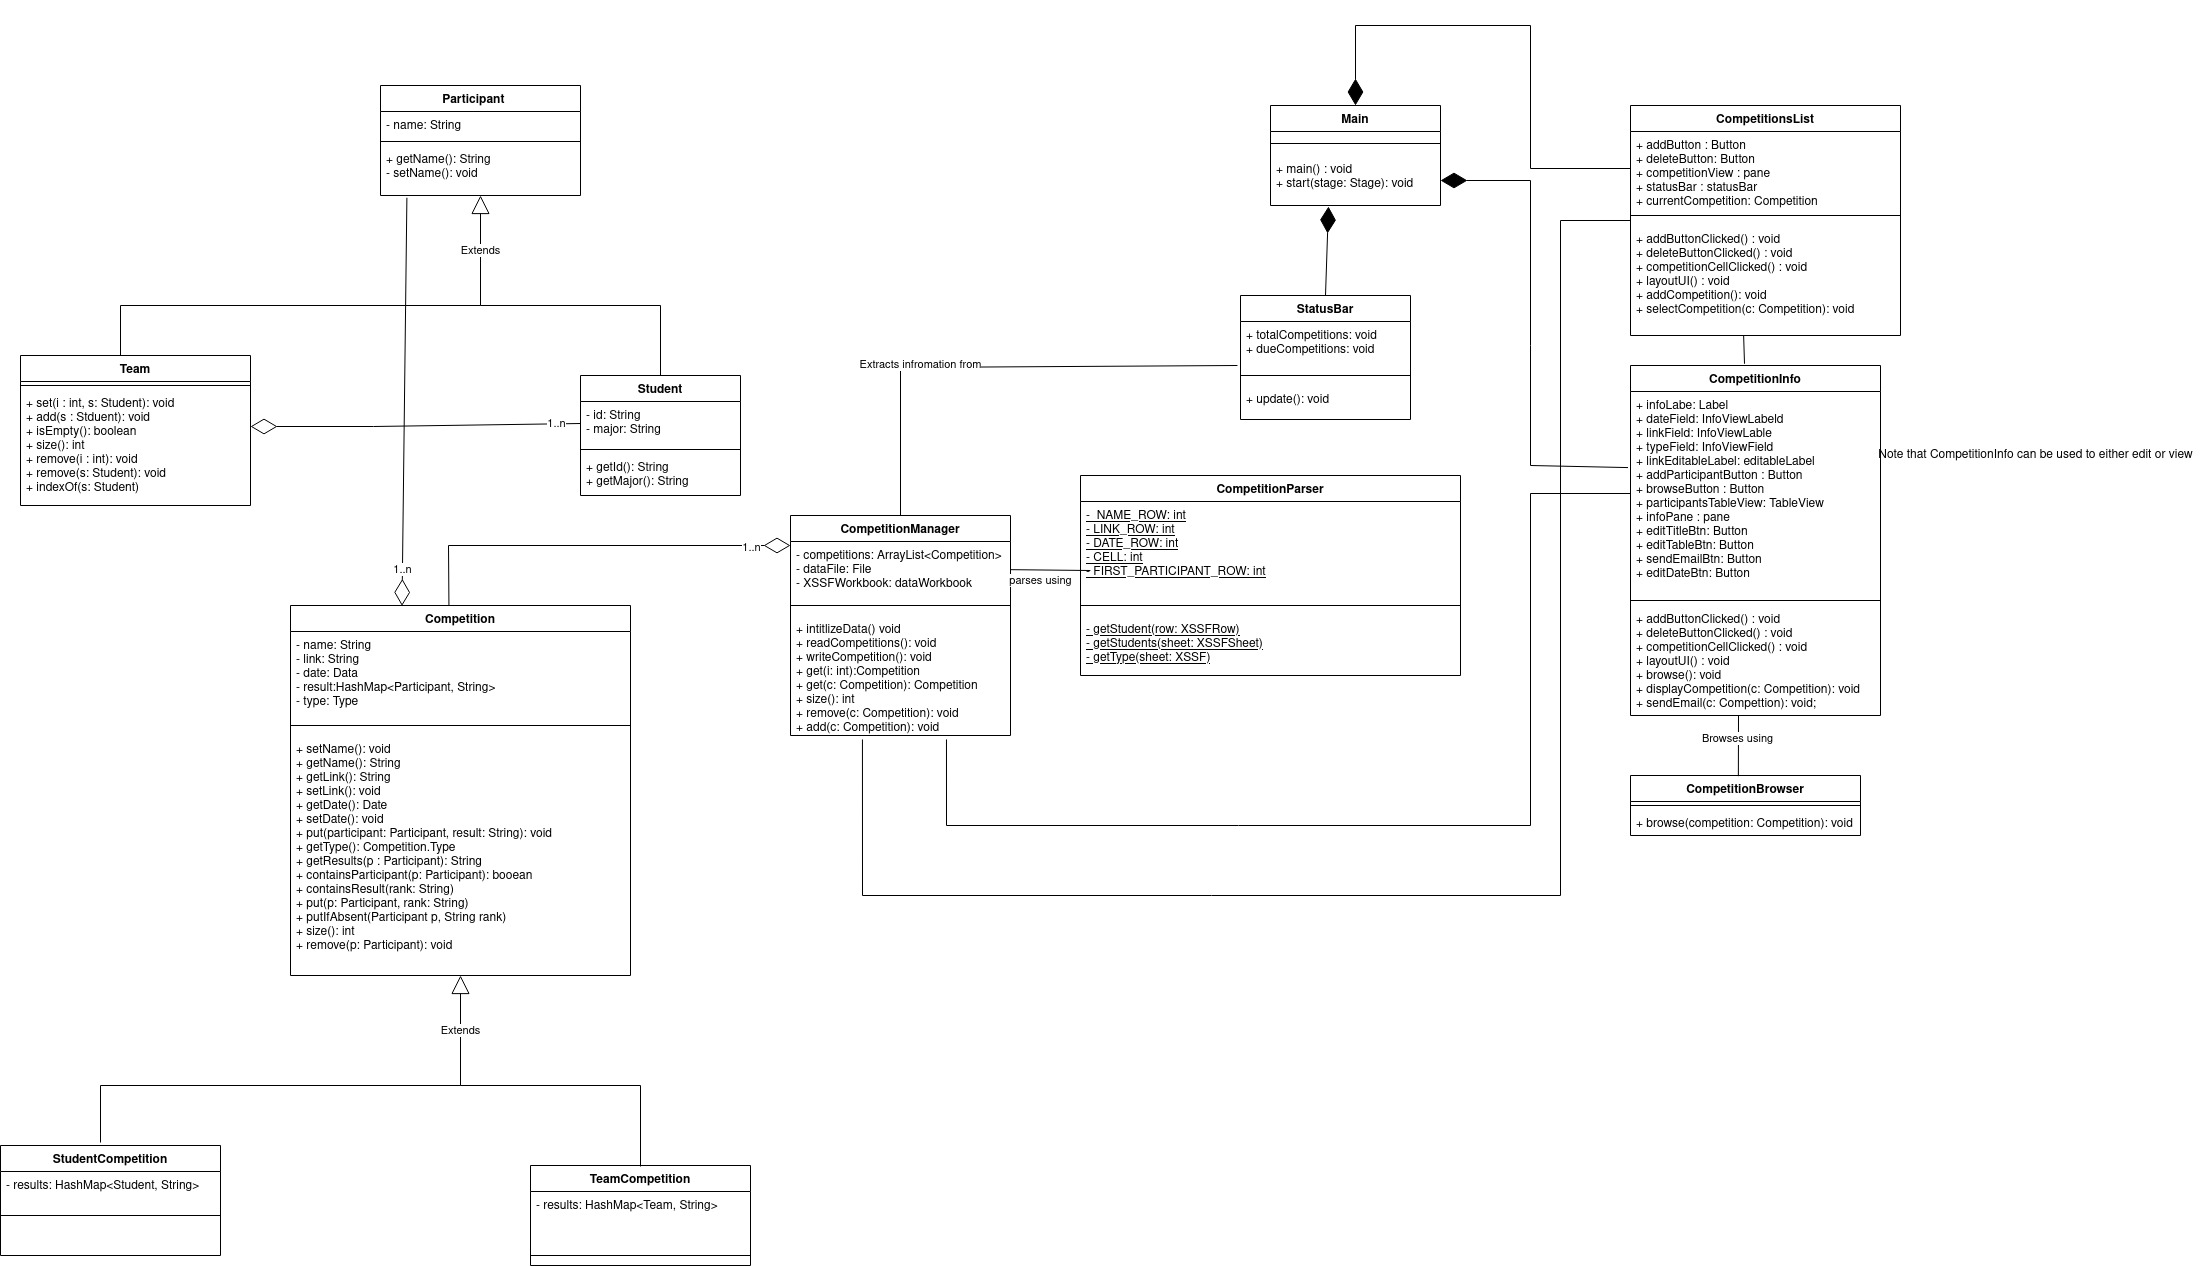 Participant
- name: String
+ getName(): String
- setName(): void
Extends
Team
+ set(i : int, s: Student): void
+ add(s : Stduent): void
+ isEmpty(): boolean
+ size(): int
+ remove(i : int): void
+ remove(s: Student): void
+ indexOf(s: Student)
1..n
Student
- id: String
- major: String
+ getId(): String
+ getMajor(): String
1..n
Competition
- name: String
- link: String
- date: Data
- result:HashMap<Participant, String>
- type: Type
+ setName(): void
+ getName(): String
+ getLink(): String
+ setLink(): void
+ getDate(): Date
+ setDate(): void
+ put(participant: Participant, result: String): void
+ getType(): Competition.Type
+ getResults(p : Participant): String
+ containsParticipant(p: Participant): booean
+ containsResult(rank: String)
+ put(p: Participant, rank: String)
+ putIfAbsent(Participant p, String rank)
+ size(): int
+ remove(p: Participant): void
Extends
StudentCompetition
- results: HashMap<Student, String>
TeamCompetition
- results: HashMap<Team, String>
1..n
CompetitionManager
- competitions: ArrayList<Competition>
- dataFile: File
- XSSFWorkbook: dataWorkbook
+ intitlizeData() void
+ readCompetitions(): void
+ writeCompetition(): void
+ get(i: int):Competition
+ get(c: Competition): Competition
+ size(): int
+ remove(c: Competition): void
+ add(c: Competition): void
Extracts infromation from
parses using
CompetitionParser
-  NAME_ROW: int
- LINK_ROW: int
- DATE_ROW: int
- CELL: int
- FIRST_PARTICIPANT_ROW: int
- getStudent(row: XSSFRow)
- getStudents(sheet: XSSFSheet)
- getType(sheet: XSSF)
Main
+ main() : void
+ start(stage: Stage): void
StatusBar
+ totalCompetitions: void
+ dueCompetitions: void
+ update(): void
CompetitionsList
+ addButton : Button
+ deleteButton: Button
+ competitionView : pane
+ statusBar : statusBar
+ currentCompetition: Competition
+ addButtonClicked() : void
+ deleteButtonClicked() : void
+ competitionCellClicked() : void
+ layoutUI() : void
+ addCompetition(): void
+ selectCompetition(c: Competition): void
CompetitionInfo
+ infoLabe: Label
+ dateField: InfoViewLabeld
+ linkField: InfoViewLable
+ typeField: InfoViewField
+ linkEditableLabel: editableLabel
+ addParticipantButton : Button
+ browseButton : Button
+ participantsTableView: TableView
+ infoPane : pane
+ editTitleBtn: Button
+ editTableBtn: Button
+ sendEmailBtn: Button
+ editDateBtn: Button
+ addButtonClicked() : void
+ deleteButtonClicked() : void
+ competitionCellClicked() : void
+ layoutUI() : void
+ browse(): void
+ displayCompetition(c: Competition): void
+ sendEmail(c: Compettion): void;
Note that CompetitionInfo can be used to either edit or view
Browses using
CompetitionBrowser
+ browse(competition: Competition): void